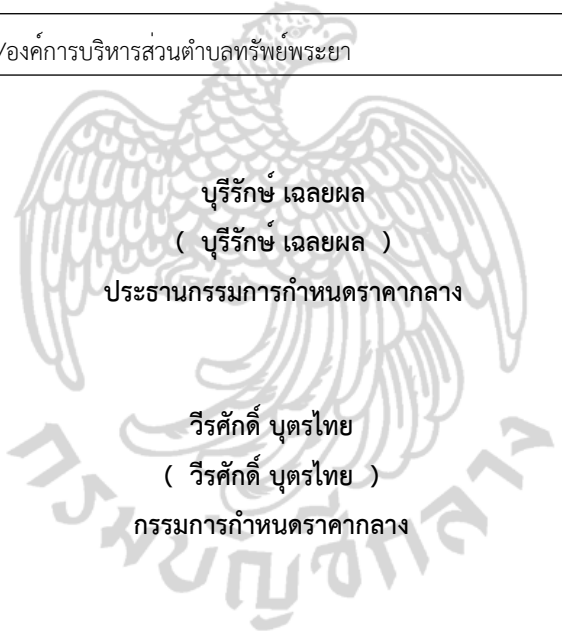 /องค์การบริหารส่วนตำบลทรัพย์พระยา
บุรีรักษ์ เฉลยผล
( บุรีรักษ์ เฉลยผล )
ประธานกรรมการกำหนดราคากลาง
วีรศักดิ์ บุตรไทย
( วีรศักดิ์ บุตรไทย )
กรรมการกำหนดราคากลาง
กรมบัญชีกลาง